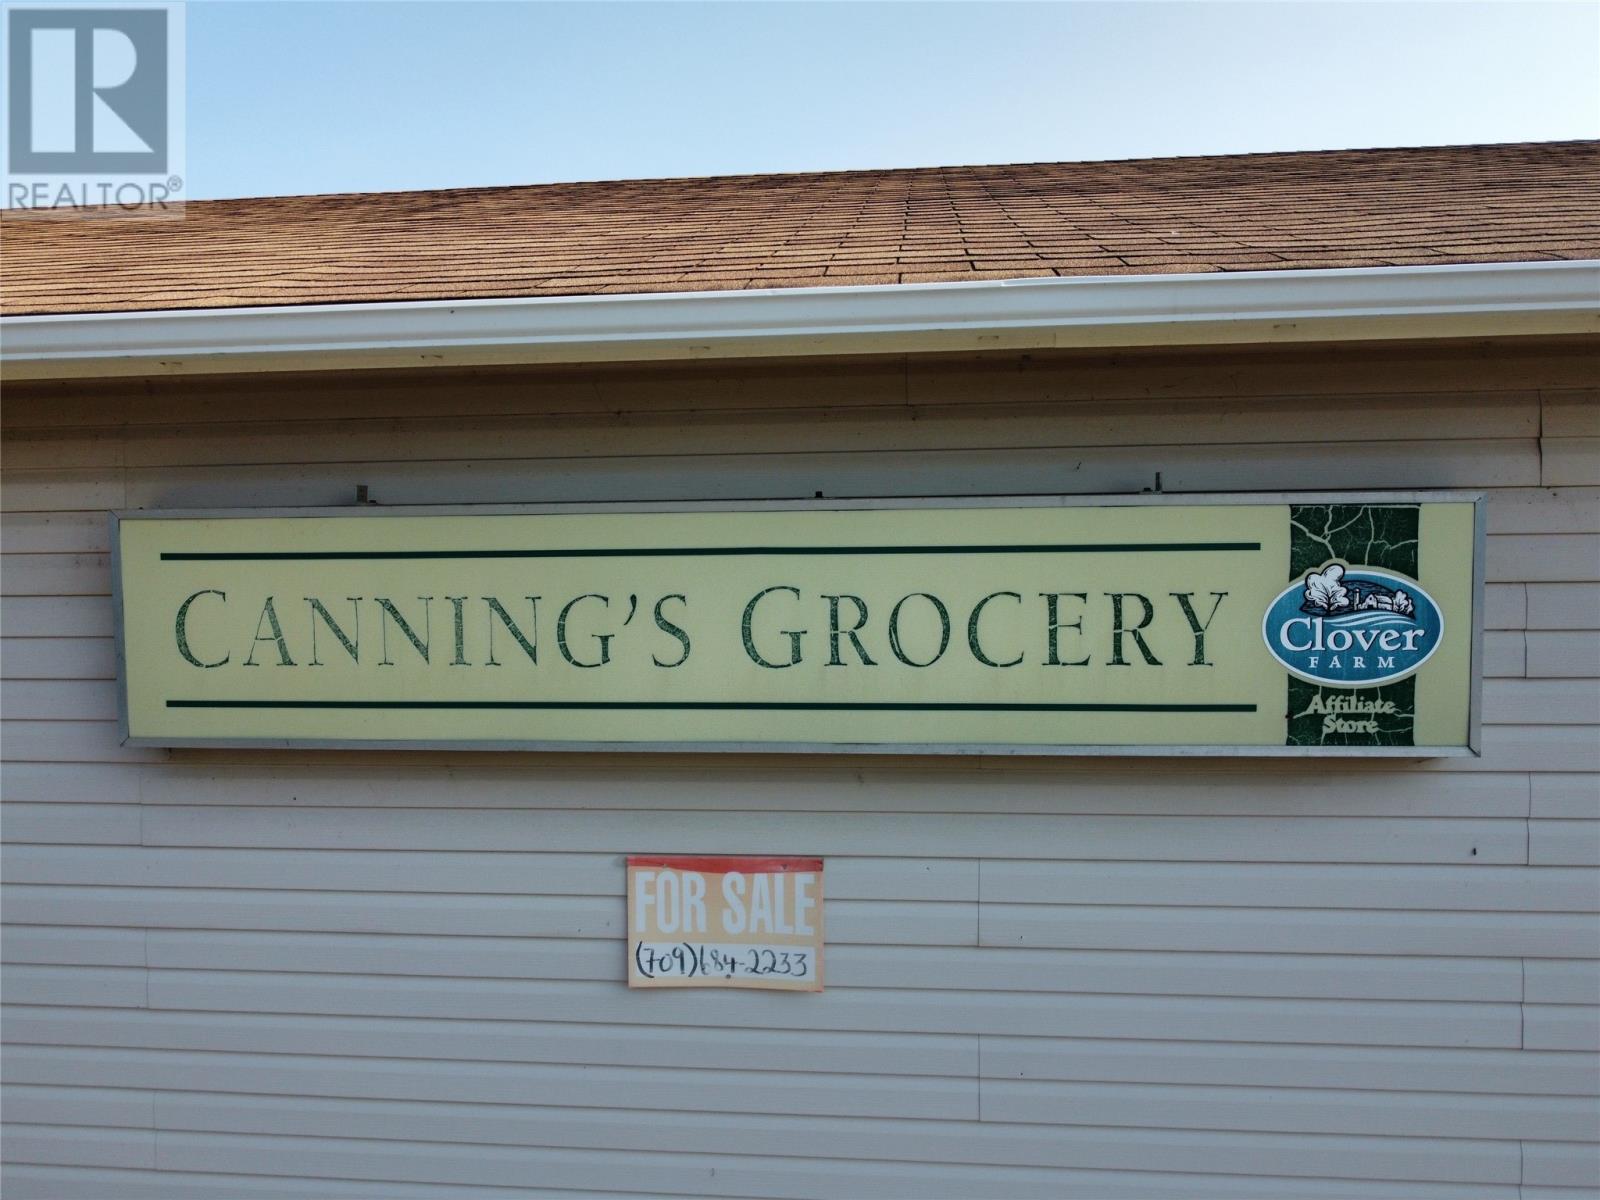 REALTOR®
CANNING'S GROCERY
Clover
FARM
Affiliate
Store
FOR SALE
(709)684-2233